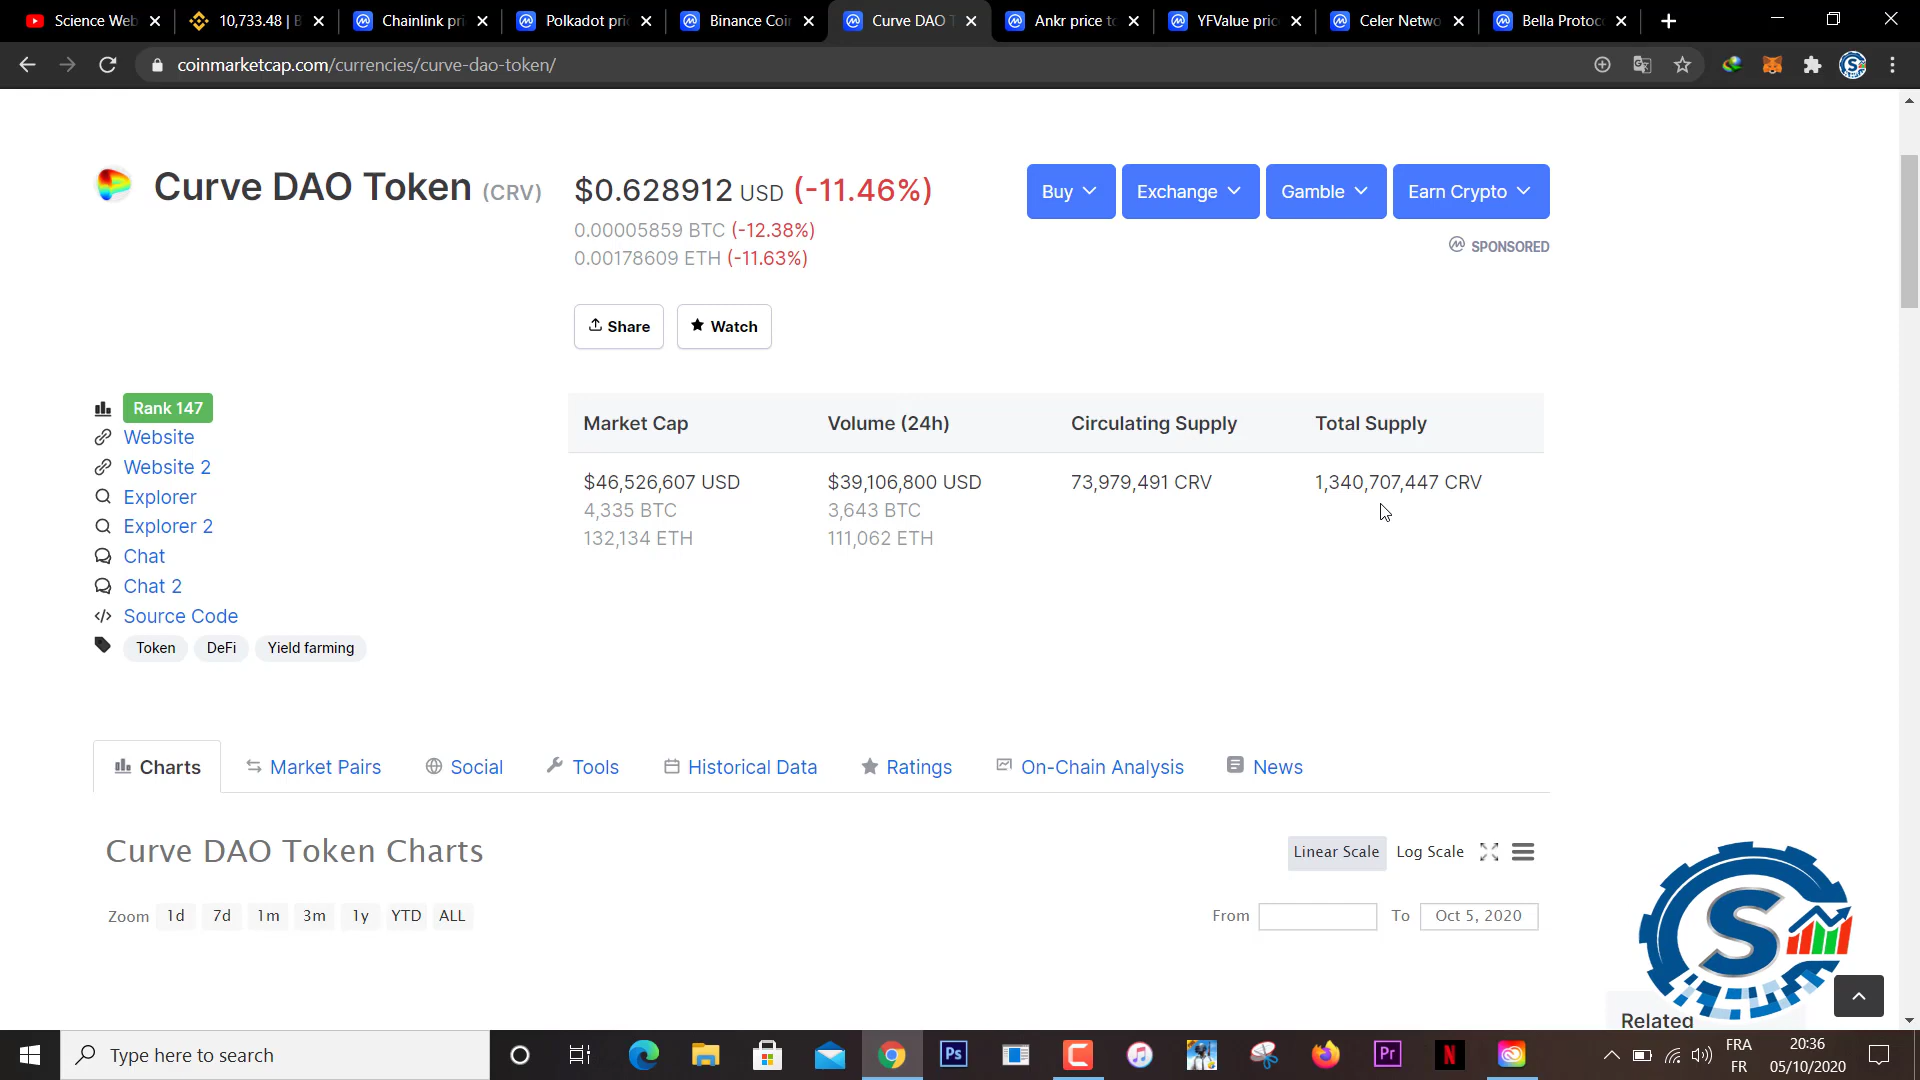 Science Web
10,733.48 | B
Chainlink pri
Polkadot pri
Binance Coin
Curve DAO T
Ankr price to
YFValue pric
Celer Netwo
Bella Protoc
coinmarketcap.com/currencies/curve-dao-token/
Curve DAO Token (CRV)
$0.628912 USD (-11.46%)
0.00005859 BTC (-12.38%)
0.00178609 ETH (-11.63%)
Buy
Exchange
Gamble
Earn Crypto
SPONSORED
Share
Watch
Rank 147
Website
Website 2
Explorer
Explorer 2
Chat
Chat 2
Source Code
Token DeFi Yield farming
Market Cap Volume (24h) Circulating Supply Total Supply
$46,526,607 USD $39,106,800 USD 73,979,491 CRV 1,340,707,447 CRV
4,335 BTC 3,643 BTC
132,134 ETH 111,062 ETH
Charts Market Pairs Social Tools Historical Data Ratings On-Chain Analysis News
Curve DAO Token Charts
Linear Scale Log Scale
Zoom 1d 7d 1m 3m 1y YTD ALL
From To Oct 5, 2020
S
Related
Type here to search
Ps
Pr
N
FRA
FR
20:36
05/10/2020